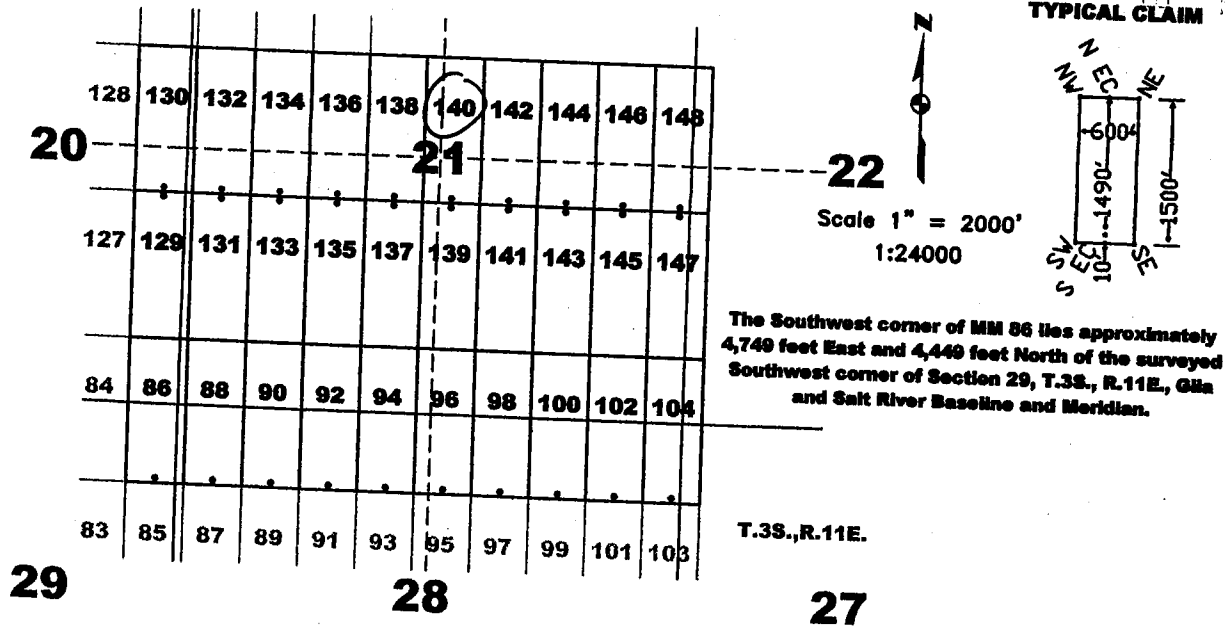 TYPICAL CLAIM
N
NW
N EC
NE
600'
1490'
1500'
10'
SW
S EC
SE
128 130 132 134 136 138 140 142 144 146 148
20
21
22
Scale 1" = 2000'
1:24000
127 129 131 133 135 137 139 141 143 145 147
The Southwest corner of MM 86 lies approximately
4,749 feet East and 4,449 feet North of the surveyed
Southwest corner of Section 29, T.3S., R.11E., Gila
and Salt River Baseline and Meridian.
84 86 88 90 92 94 96 98 100 102 104
83 85 87 89 91 93 95 97 99 101 103
T.3S.,R.11E.
29
28
27